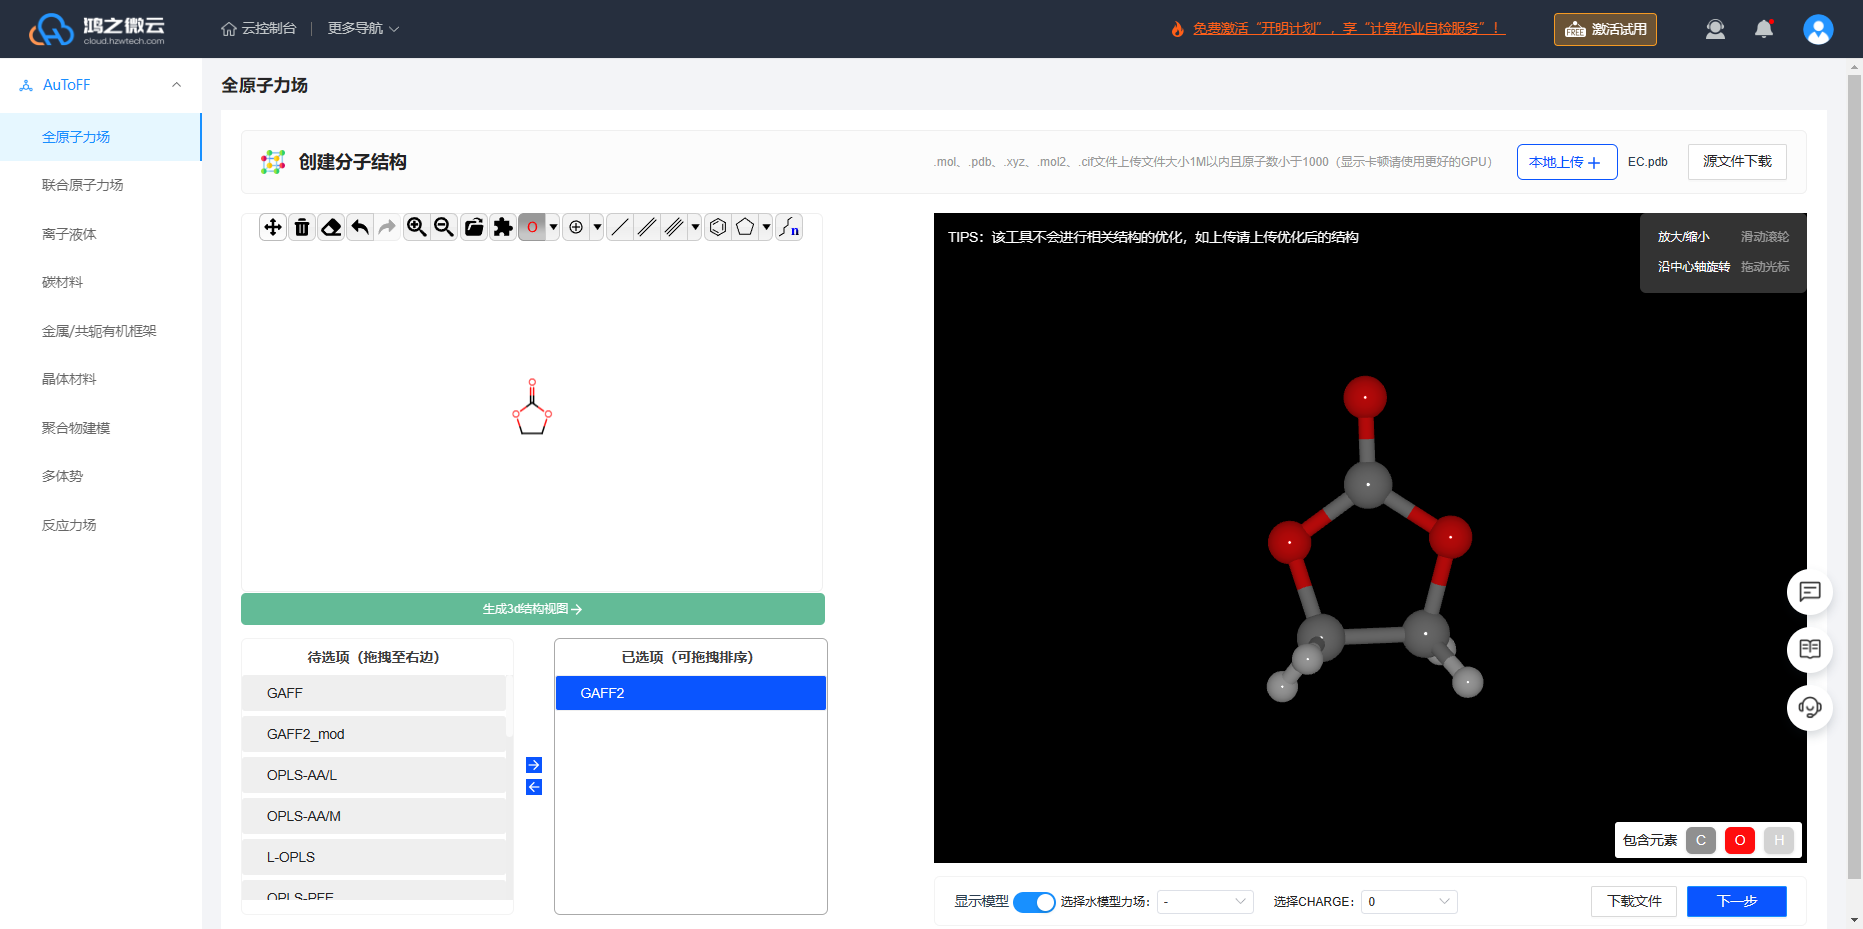 鸿之微云
cloud.hzwtech.com
云控制台
更多导航
免费激活“开明计划”，享“计算作业自检服务”！
FREE
激活试用
AuToFF
全原子力场
联合原子力场
离子液体
碳材料
金属/共轭有机框架
晶体材料
聚合物建模
多体势
反应力场
全原子力场
创建分子结构
.mol、.pdb、.xyz、.mol2、.cif文件上传文件大小1M以内且原子数小于1000（显示卡顿请使用更好的GPU）
本地上传
EC.pdb
源文件下载
O
n
O
O
O
生成3d结构视图
待选项（拖拽至右边）
GAFF
GAFF2_mod
OPLS-AA/L
OPLS-AA/M
L-OPLS
OPLS-PFE
已选项（可拖拽排序）
GAFF2
TIPS：该工具不会进行相关结构的优化，如上传请上传优化后的结构
放大/缩小 滑动滚轮
沿中心轴旋转 拖动光标
包含元素 C O H
显示模型
选择水模型力场： -
选择CHARGE： 0
下载文件
下一步